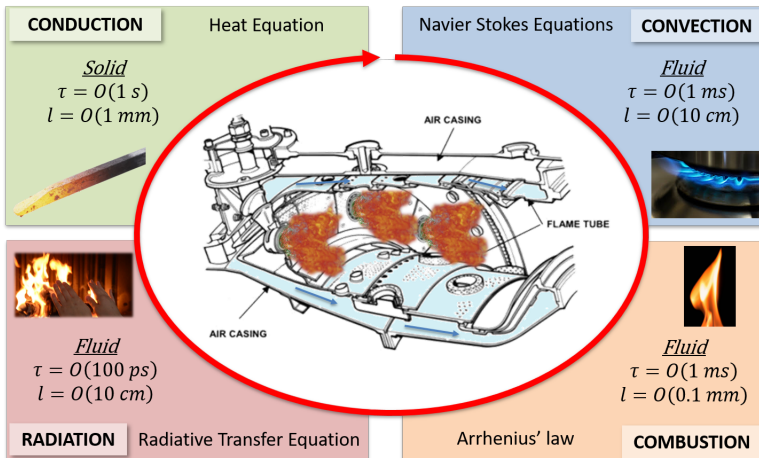 CONDUCTION
Heat Equation
Solid
τ = O(1 s)
l = O(1 mm)
Navier Stokes Equations
CONVECTION
Fluid
τ = O(1 ms)
l = O(10 cm)
AIR CASING
FLAME TUBE
AIR CASING
Fluid
τ = O(100 ps)
l = O(10 cm)
RADIATION
Radiative Transfer Equation
Fluid
τ = O(1 ms)
l = O(0.1 mm)
Arrhenius’ law
COMBUSTION